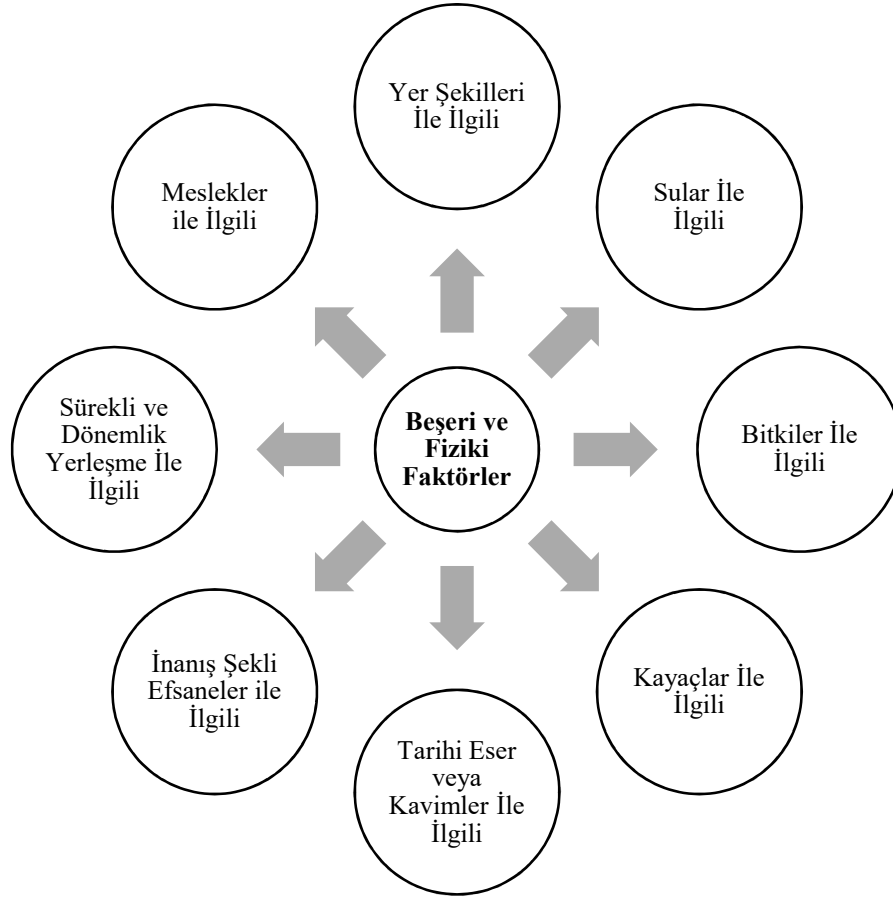 Yer Şekilleri
İle İlgili
Sular İle
İlgili
Bitkiler İle
İlgili
Kayaçlar İle
İlgili
Tarihi Eser
veya
Kavimler İle
İlgili
İnanış Şekli
Efsaneler ile
İlgili
Sürekli ve
Dönemlik
Yerleşme İle
İlgili
Meslekler
ile İlgili
Beşeri ve
Fiziki
Faktörler